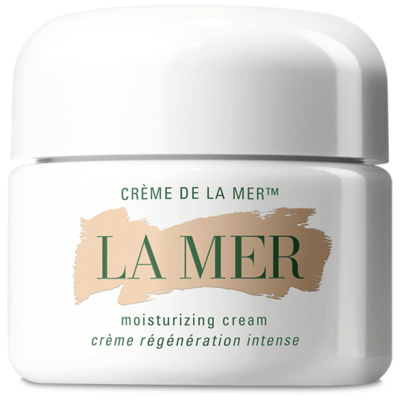 CRÈME DE LA MER™
LA MER
moisturizing cream
crème régénération intense